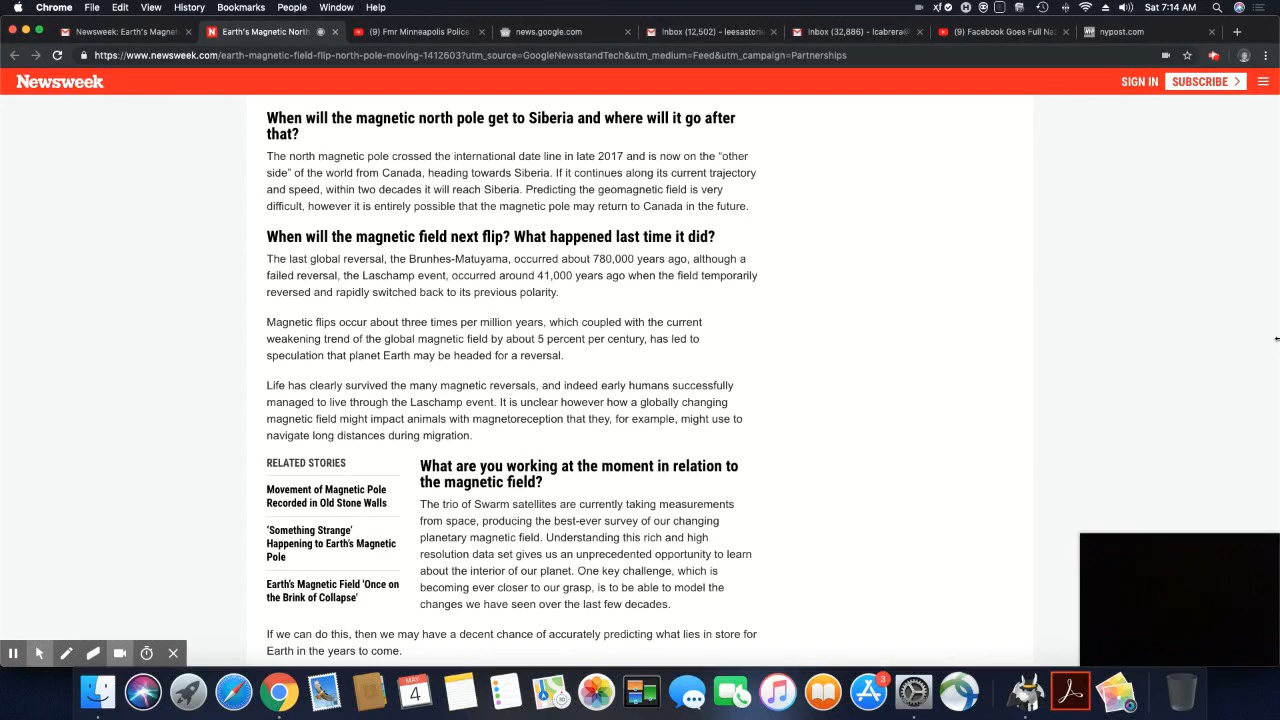 Chrome File Edit View History Bookmarks People Window Help
Sat 7:14 AM
Newsweek: Earth's Magnet
Earth's Magnetic North
(9) Fmr Minneapolis Police
news.google.com
Inbox (12,502) - leesastorie
Inbox (32,886) - lcabrera@
(9) Facebook Goes Full Na
nypost.com
https://www.newsweek.com/earth-magnetic-field-flip-north-pole-moving-1412603?utm_source=GoogleNewsstandTech&utm_medium=Feed&utm_campaign=Partnerships
Newsweek
SIGN IN
SUBSCRIBE
When will the magnetic north pole get to Siberia and where will it go after
that?
The north magnetic pole crossed the international date line in late 2017 and is now on the “other
side” of the world from Canada, heading towards Siberia. If it continues along its current trajectory
and speed, within two decades it will reach Siberia. Predicting the geomagnetic field is very
difficult, however it is entirely possible that the magnetic pole may return to Canada in the future.
When will the magnetic field next flip? What happened last time it did?
The last global reversal, the Brunhes-Matuyama, occurred about 780,000 years ago, although a
failed reversal, the Laschamp event, occurred around 41,000 years ago when the field temporarily
reversed and rapidly switched back to its previous polarity.
Magnetic flips occur about three times per million years, which coupled with the current
weakening trend of the global magnetic field by about 5 percent per century, has led to
speculation that planet Earth may be headed for a reversal.
Life has clearly survived the many magnetic reversals, and indeed early humans successfully
managed to live through the Laschamp event. It is unclear however how a globally changing
magnetic field might impact animals with magnetoreception that they, for example, might use to
navigate long distances during migration.
RELATED STORIES
Movement of Magnetic Pole
Recorded in Old Stone Walls
‘Something Strange’
Happening to Earth's Magnetic
Pole
Earth's Magnetic Field ‘Once on
the Brink of Collapse’
What are you working at the moment in relation to
the magnetic field?
The trio of Swarm satellites are currently taking measurements
from space, producing the best-ever survey of our changing
planetary magnetic field. Understanding this rich and high
resolution data set gives us an unprecedented opportunity to learn
about the interior of our planet. One key challenge, which is
becoming ever closer to our grasp, is to be able to model the
changes we have seen over the last few decades.
If we can do this, then we may have a decent chance of accurately predicting what lies in store for
Earth in the years to come.
MAY
4
3